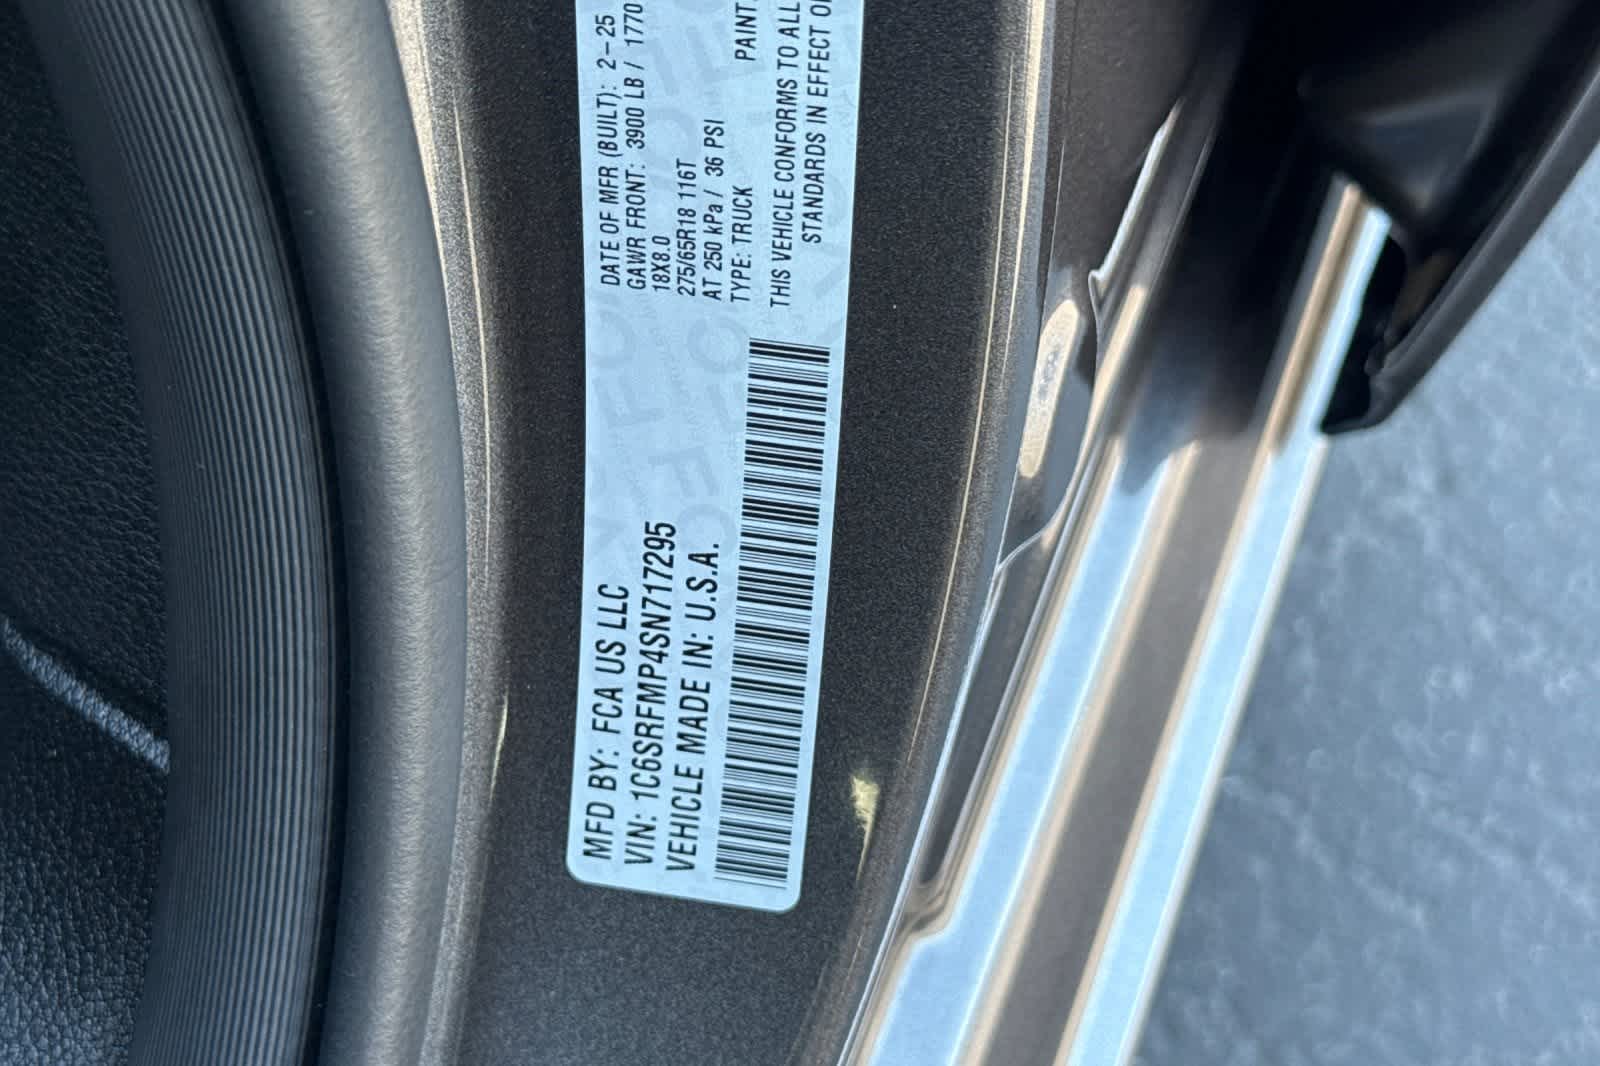 MFD BY: FCA US LLC
DATE OF MFR (BUILT): 2-25
VIN: 1C6SRFMP4SN717295
GAWR FRONT: 3900 LB / 1770
VEHICLE MADE IN: U.S.A.
18X8.0
275/65R18 116T
AT 250 kPa / 36 PSI
TYPE: TRUCK
PAINT
THIS VEHICLE CONFORMS TO ALL
STANDARDS IN EFFECT